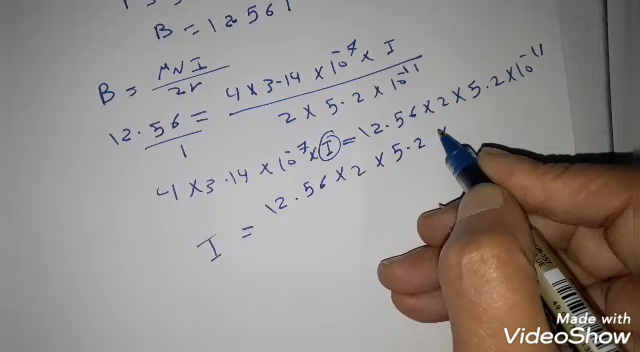 B = 12.56T
B = μNI / 2r = 4 × 3.14 × 10⁻⁷ × I / 2 × 5.2 × 10⁻¹¹
12.56 / 1 =
4 × 3.14 × 10⁻⁷ × I = 12.56 × 2 × 5.2 × 10⁻¹¹
I = 12.56 × 2 × 5.2
Made with
VideoShow